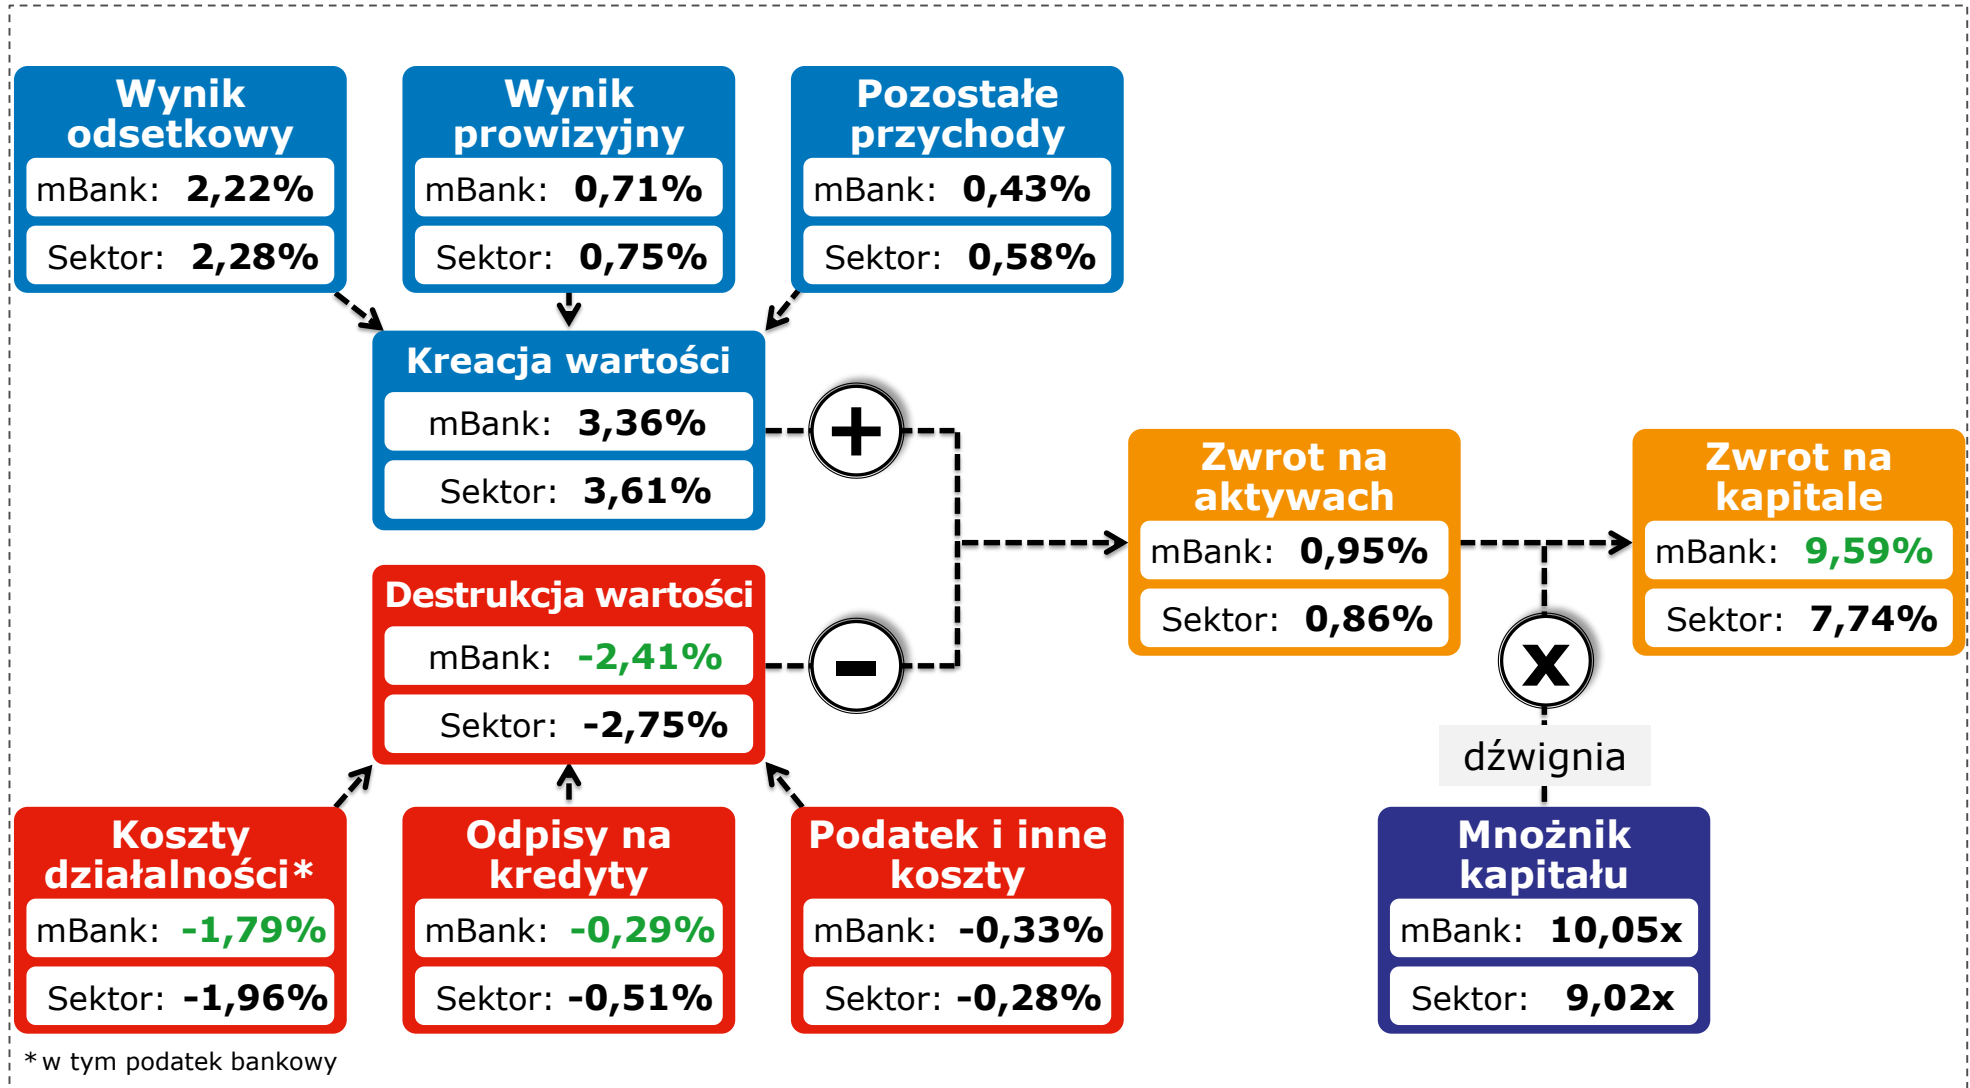 Wynik
odsetkowy
mBank: 2,22%
Sektor: 2,28%
Wynik
prowizyjny
mBank: 0,71%
Sektor: 0,75%
Pozostałe
przychody
mBank: 0,43%
Sektor: 0,58%
Kreacja wartości
mBank: 3,36%
Sektor: 3,61%
+
Destrukcja wartości
mBank: -2,41%
Sektor: -2,75%
-
Koszty
działalności*
mBank: -1,79%
Sektor: -1,96%
Odpisy na
kredyty
mBank: -0,29%
Sektor: -0,51%
Podatek i inne
koszty
mBank: -0,33%
Sektor: -0,28%
Zwrot na
aktywach
mBank: 0,95%
Sektor: 0,86%
Zwrot na
kapitale
mBank: 9,59%
Sektor: 7,74%
x
dźwignia
Mnożnik
kapitału
mBank: 10,05x
Sektor: 9,02x
* w tym podatek bankowy